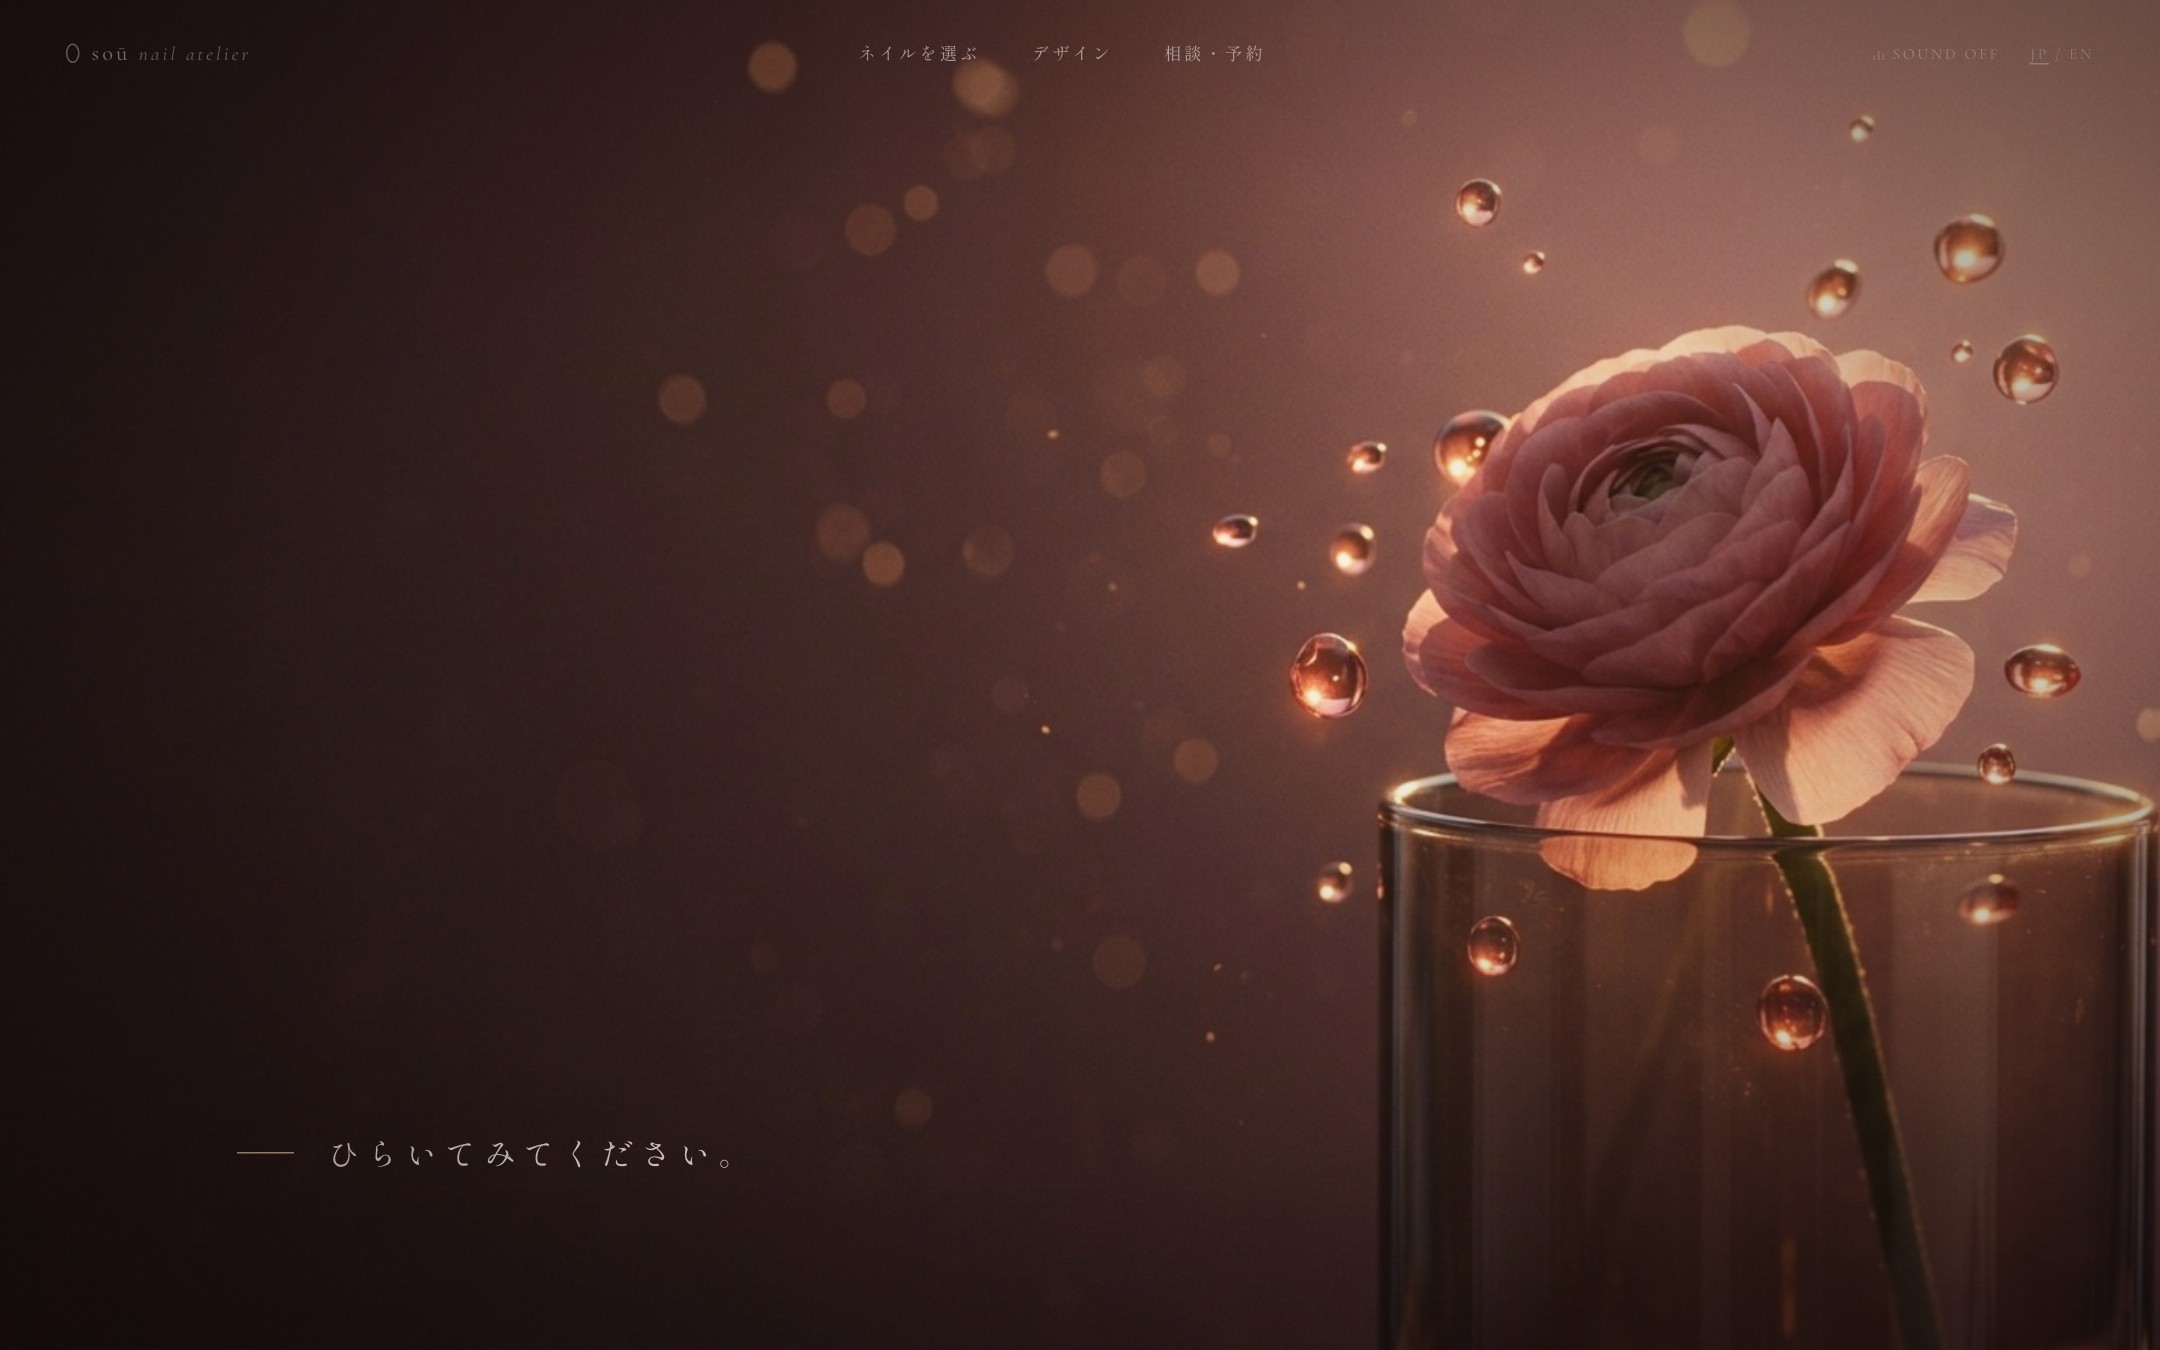 soū nail atelier
ネイルを選ぶ
デザイン
相談・予約
SOUND OFF
JP / EN
ひらいてみてください。